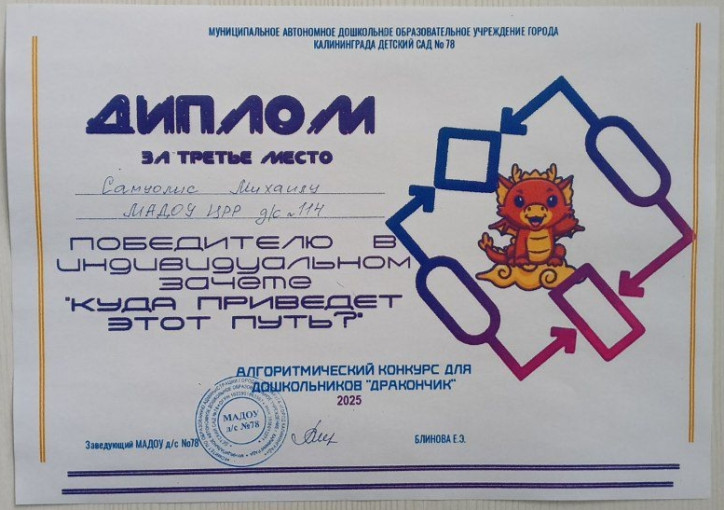 МУНИЦИПАЛЬНОЕ АВТОНОМНОЕ ДОШКОЛЬНОЕ ОБРАЗОВАТЕЛЬНОЕ УЧРЕЖДЕНИЕ ГОРОДА
КАЛИНИНГРАДА ДЕТСКИЙ САД № 78
ДИПЛОМ
ЗА ТРЕТЬЕ МЕСТО
Самуолис Михаилу
МАДОУ ЦРР д/с №114
ПОБЕДИТЕЛЮ В
ИНДИВИДУАЛЬНОМ
ЗАЧЕТЕ
"КУДА ПРИВЕДЕТ
ЭТОТ ПУТЬ?"
АЛГОРИТМИЧЕСКИЙ КОНКУРС ДЛЯ
ДОШКОЛЬНИКОВ "ДРАКОНЧИК"
2025
МАДОУ
д/с №78
Заведующий МАДОУ д/с №78
БЛИНОВА Е.Э.